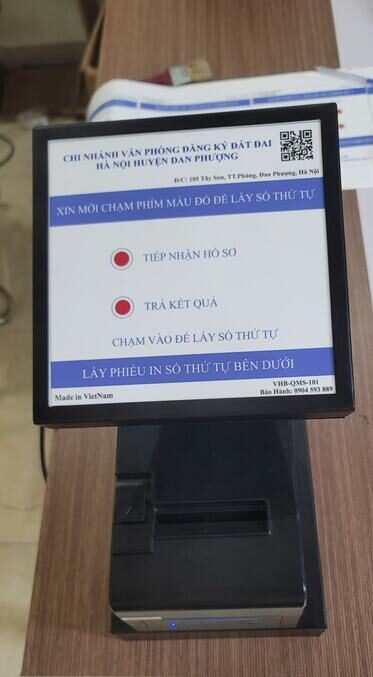 CHI NHÁNH VĂN PHÒNG ĐĂNG KÝ ĐẤT ĐAI
HÀ NỘI HUYỆN ĐAN PHƯỢNG
Đ/C: 105 Tây Sơn, TT.Phùng, Đan Phượng, Hà Nội
XIN MỜI CHẠM PHÍM MÀU ĐỎ ĐỂ LẤY SỐ THỨ TỰ
TIẾP NHẬN HỒ SƠ
TRẢ KẾT QUẢ
CHẠM VÀO ĐỂ LẤY SỐ THỨ TỰ
LẤY PHIẾU IN SỐ THỨ TỰ BÊN DƯỚI
VHB-QMS-101
Made in VietNam
Bảo Hành: 0904 593 889